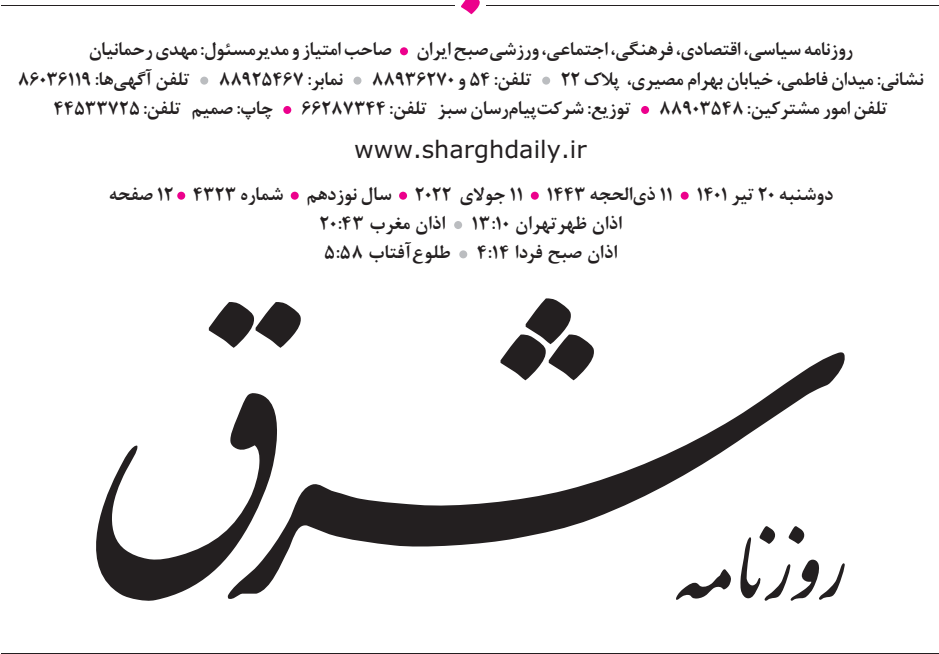 روزنامه سیاسی، اقتصادی، فرهنگی، اجتماعی، ورزشی صبح ایران • صاحب امتیاز و مدیر مسئول: مهدی رحمانیان
نشانی: میدان فاطمی، خیابان بهرام مصیری، پلاک ۲۲ • تلفن: ۵۴ و ۸۸۹۳۶۲۷۰ • نمابر: ۸۸۹۲۵۴۶۷ • تلفن آگهی‌ها: ۸۶۰۳۶۱۱۹
تلفن امور مشترکین: ۸۸۹۰۳۵۴۸ • توزیع: شرکت پیام‌رسان سبز تلفن: ۶۶۲۸۷۳۴۴ • چاپ: صمیم تلفن: ۴۴۵۳۳۷۲۵
www.sharghdaily.ir
دوشنبه ۲۰ تیر ۱۴۰۱ • ۱۱ ذی‌الحجه ۱۴۴۳ • ۱۱ جولای ۲۰۲۲ • سال نوزدهم • شماره ۴۳۲۳ • ۱۲ صفحه
اذان ظهر تهران ۱۳:۱۰ • اذان مغرب ۲۰:۴۳
اذان صبح فردا ۴:۱۴ • طلوع آفتاب ۵:۵۸
شرق
روزنامه